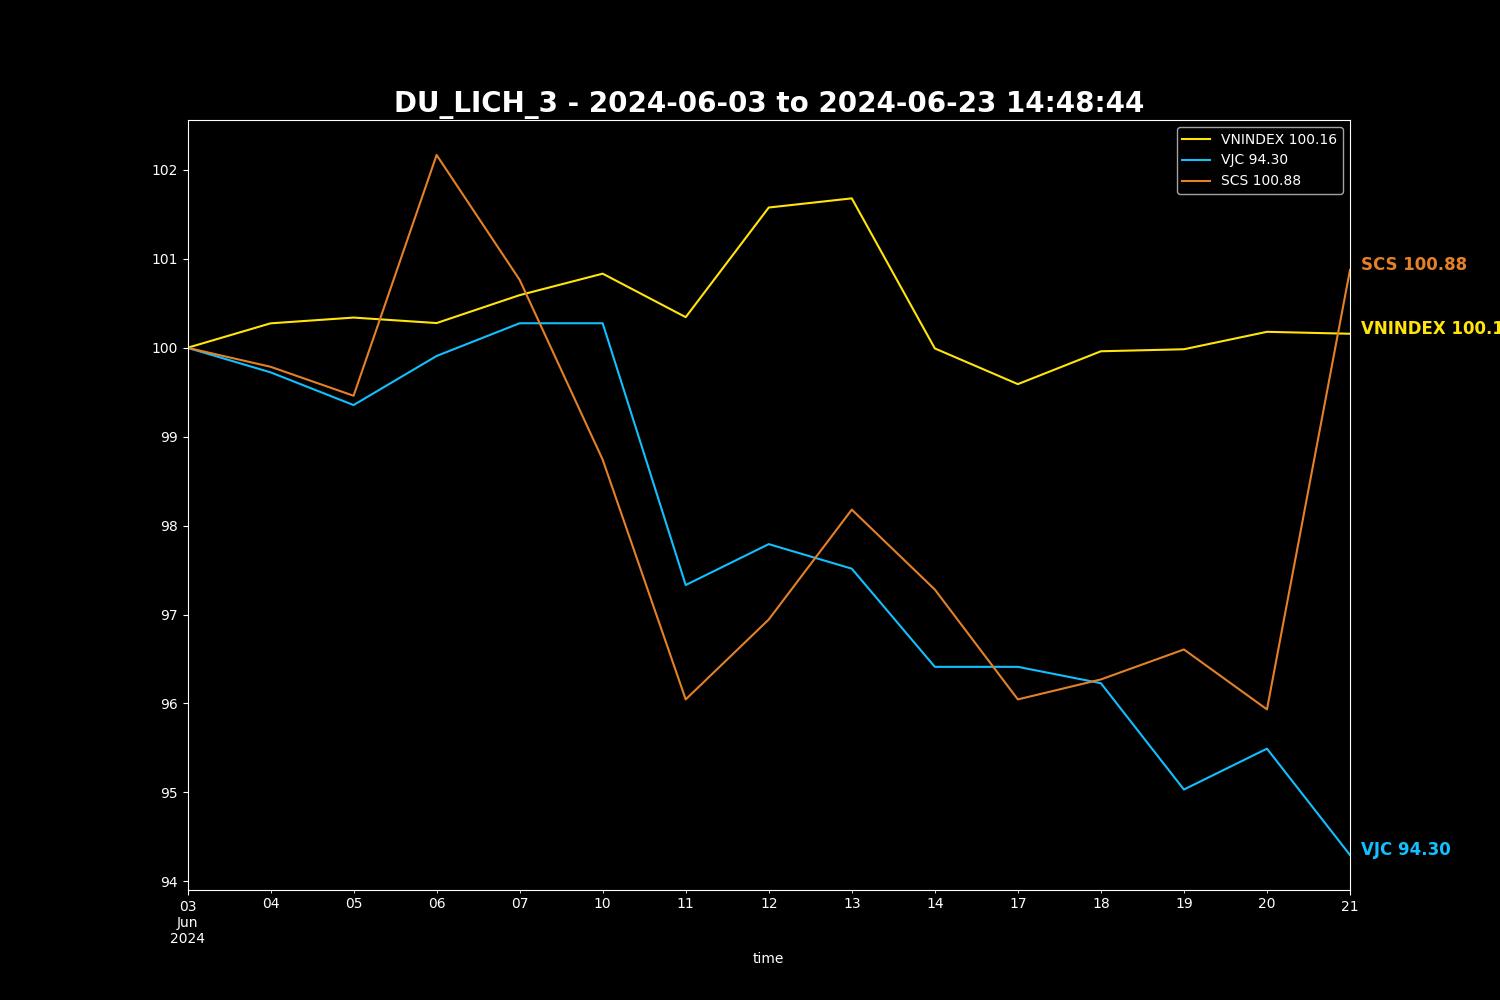 DU_LICH_3 - 2024-06-03 to 2024-06-23 14:48:44
VNINDEX 100.16
VJC 94.30
SCS 100.88
102
101
100
99
98
97
96
95
94
SCS 100.88
VNINDEX 100.1
VJC 94.30
03 04 05 06 07 10 11 12 13 14 17 18 19 20 21
Jun
2024
time